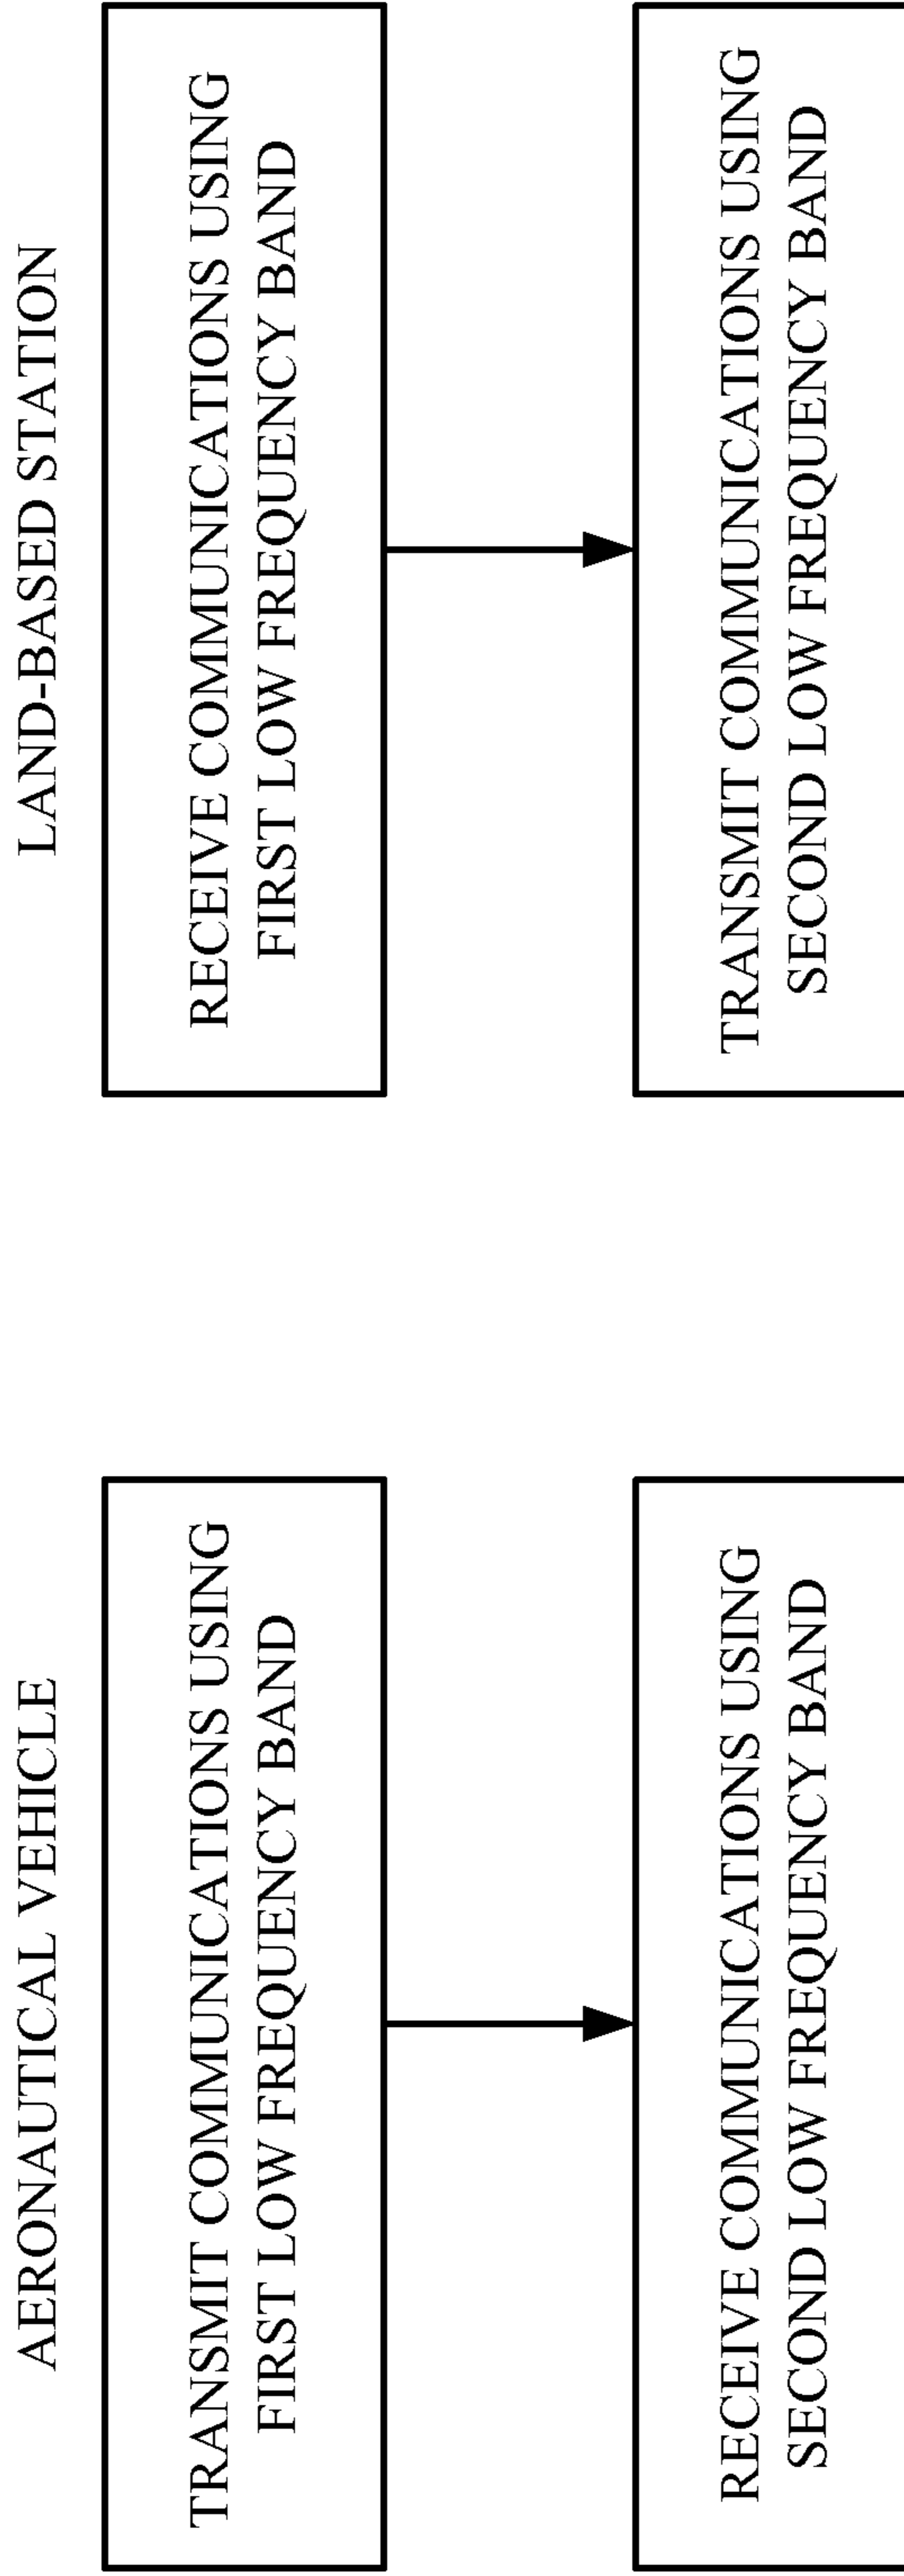 AERONAUTICAL VEHICLE
TRANSMIT COMMUNICATIONS USING
FIRST LOW FREQUENCY BAND
RECEIVE COMMUNICATIONS USING
SECOND LOW FREQUENCY BAND
LAND-BASED STATION
RECEIVE COMMUNICATIONS USING
FIRST LOW FREQUENCY BAND
TRANSMIT COMMUNICATIONS USING
SECOND LOW FREQUENCY BAND